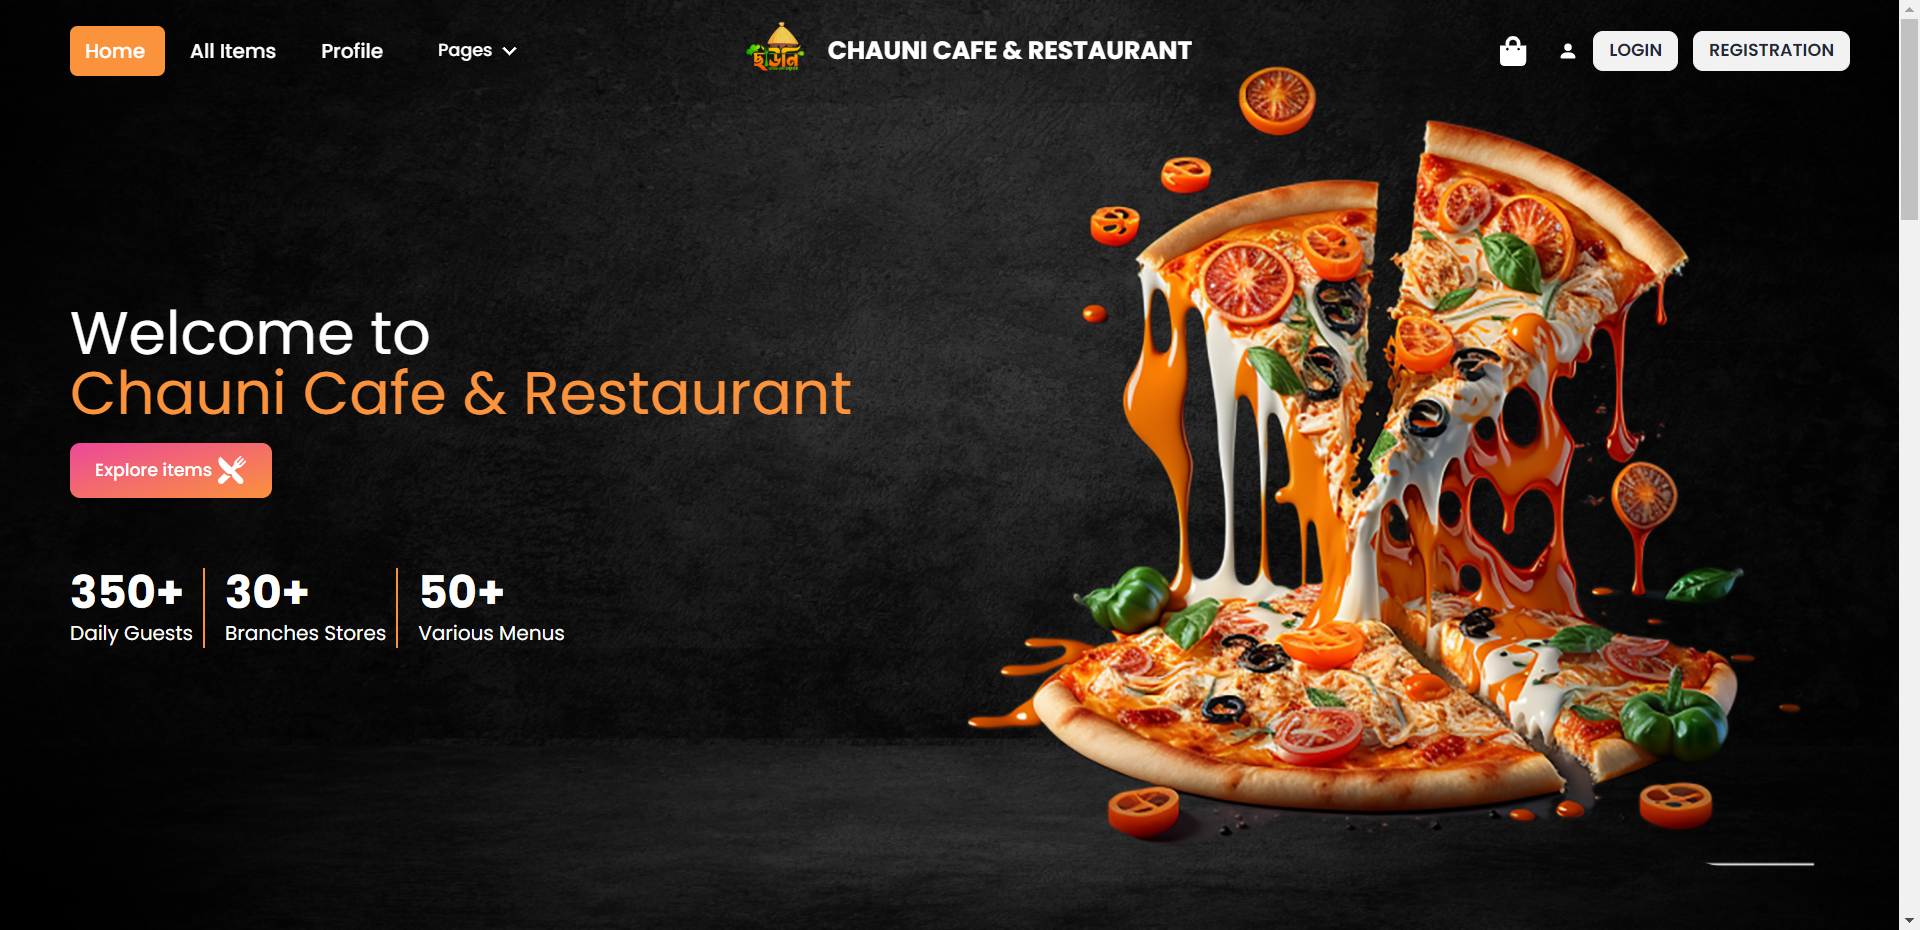 Home
All Items
Profile
Pages
ছাউনি
CHAUNI CAFE & RESTAURANT
LOGIN
REGISTRATION
Welcome to
Chauni Cafe & Restaurant
Explore items
350+
Daily Guests
30+
Branches Stores
50+
Various Menus